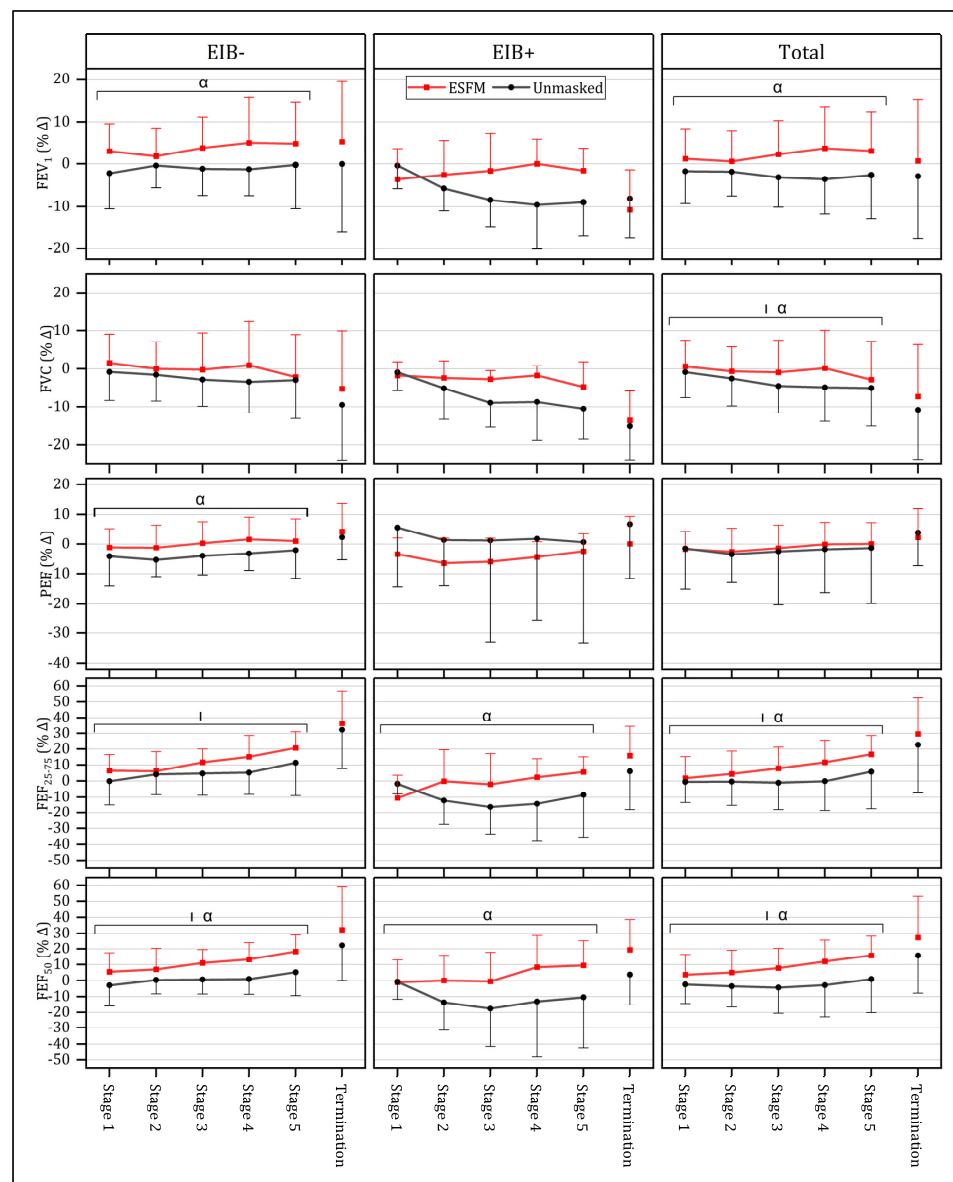 EIB- EIB+ Total
ESFM Unmasked
FEV1 (% Δ)
20
10
0
-10
-20
α
α
FVC (% Δ)
20
10
0
-10
-20
ı α
PEF (% Δ)
20
10
0
-10
-20
-30
-40
α
FEF25-75 (% Δ)
60
50
40
30
20
10
0
-10
-20
-30
-40
-50
ı
α
ı α
FEF50 (% Δ)
60
50
40
30
20
10
0
-10
-20
-30
-40
-50
ı α
α
ı α
Stage 1
Stage 2
Stage 3
Stage 4
Stage 5
Termination
Stage 1
Stage 2
Stage 3
Stage 4
Stage 5
Termination
Stage 1
Stage 2
Stage 3
Stage 4
Stage 5
Termination